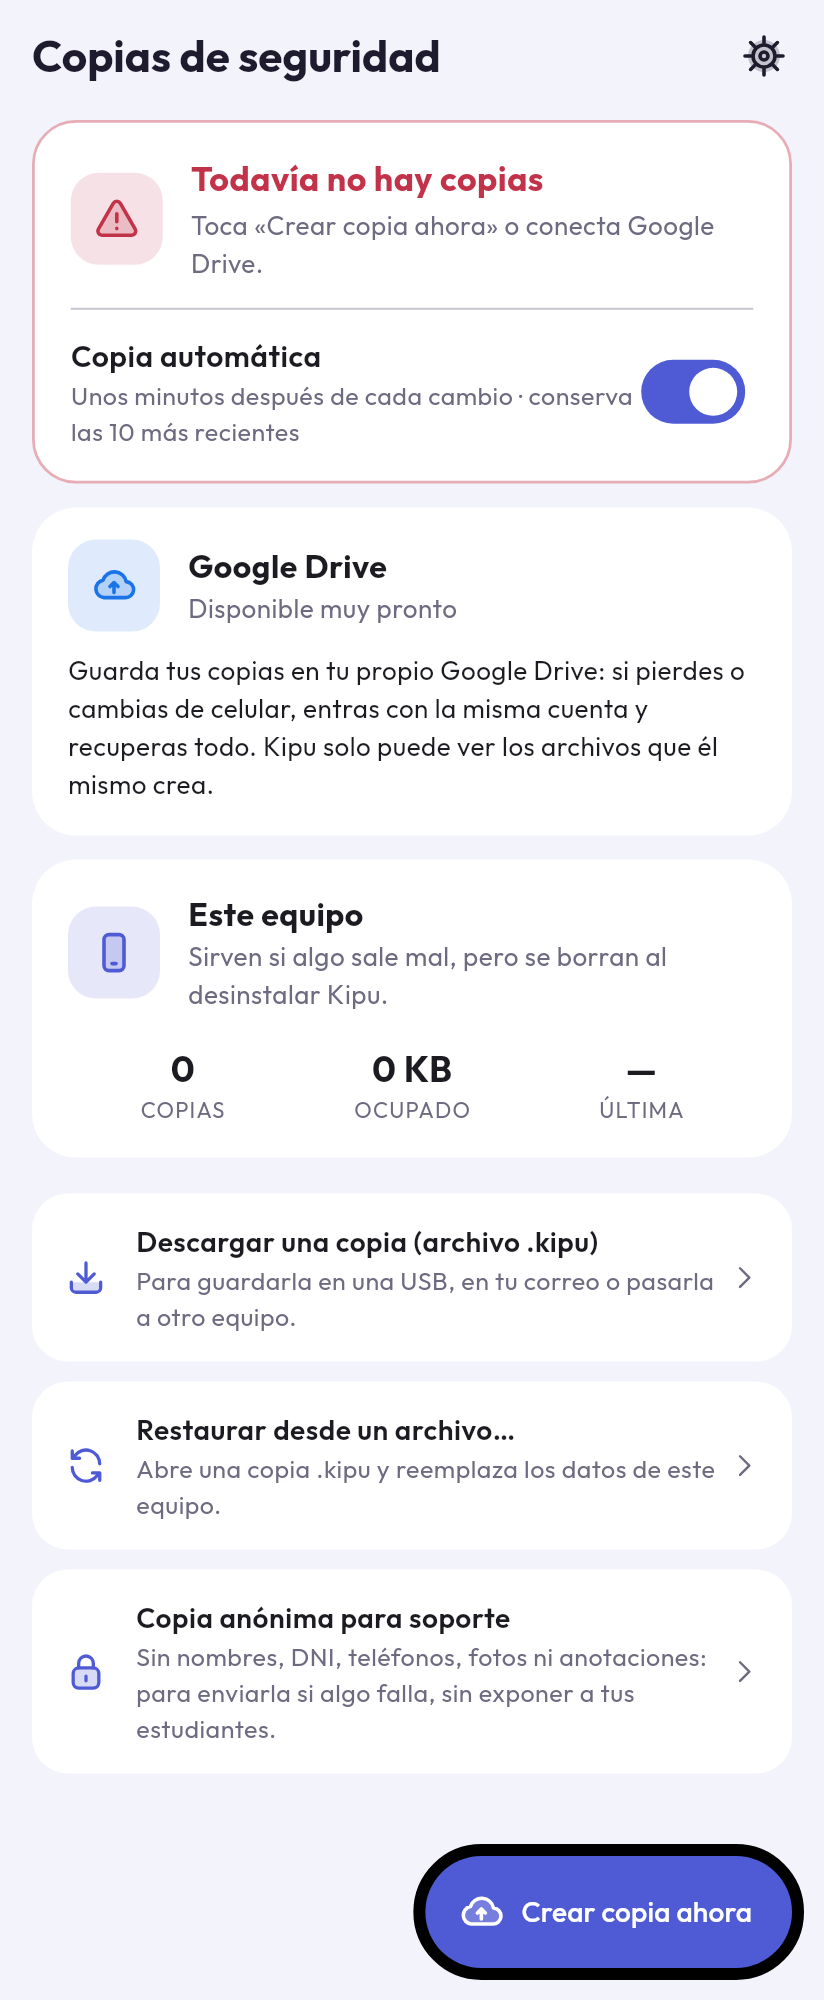 Copias de seguridad
Todavía no hay copias
Toca «Crear copia ahora» o conecta Google
Drive.
Copia automática
Unos minutos después de cada cambio · conserva
las 10 más recientes
Google Drive
Disponible muy pronto
Guarda tus copias en tu propio Google Drive: si pierdes o
cambias de celular, entras con la misma cuenta y
recuperas todo. Kipu solo puede ver los archivos que él
mismo crea.
Este equipo
Sirven si algo sale mal, pero se borran al
desinstalar Kipu.
0 0 KB —
COPIAS OCUPADO ÚLTIMA
Descargar una copia (archivo .kipu)
Para guardarla en una USB, en tu correo o pasarla
a otro equipo.
Restaurar desde un archivo...
Abre una copia .kipu y reemplaza los datos de este
equipo.
Copia anónima para soporte
Sin nombres, DNI, teléfonos, fotos ni anotaciones:
para enviarla si algo falla, sin exponer a tus
estudiantes.
Crear copia ahora